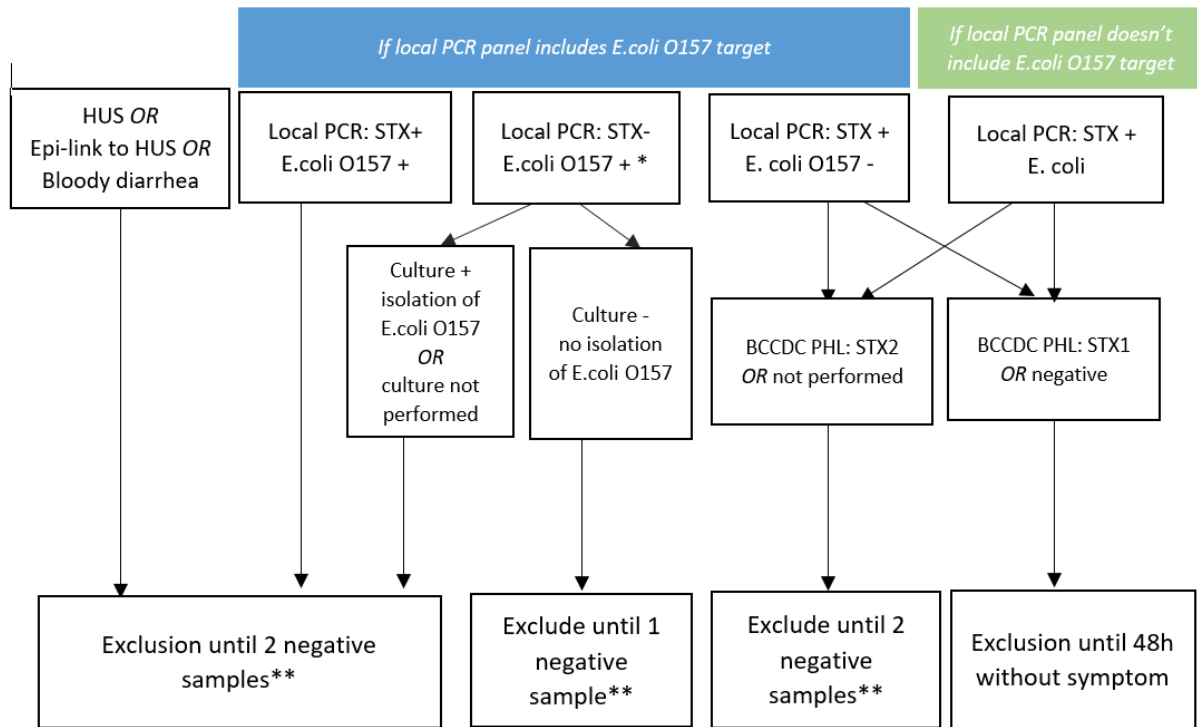 If local PCR panel includes E.coli O157 target
If local PCR panel doesn't
include E.coli O157 target
HUS OR
Epi-link to HUS OR
Bloody diarrhea
Local PCR: STX+
E.coli O157 +
Local PCR: STX-
E.coli O157 + *
Local PCR: STX +
E. coli O157 -
Local PCR: STX +
E. coli
Culture +
isolation of
E.coli O157
OR
culture not
performed
Culture -
no isolation
of E.coli O157
BCCDC PHL: STX2
OR not performed
BCCDC PHL: STX1
OR negative
Exclusion until 2 negative
samples**
Exclude until 1
negative
sample**
Exclude until 2
negative
samples**
Exclusion until 48h
without symptom